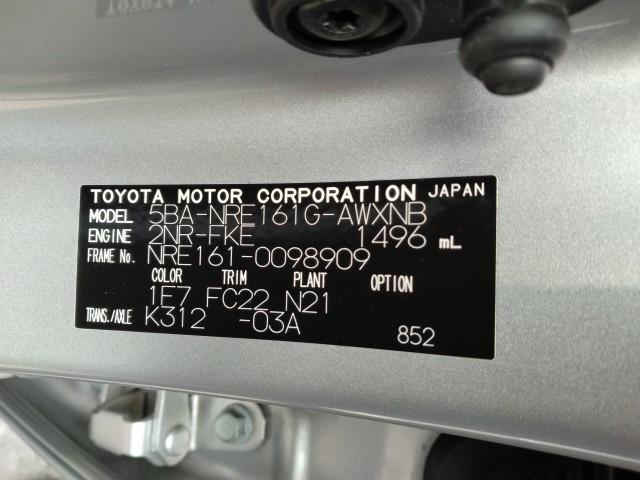 TOYOTA MOTOR CORPORATION JAPAN
MODEL 5BA-NRE161G-AWXNB
ENGINE 2NR-FKE 1496 mL
FRAME No. NRE161-0098909
COLOR TRIM PLANT OPTION
1F7 FC22 N21
TRANS./AXLE K312 -03A
852